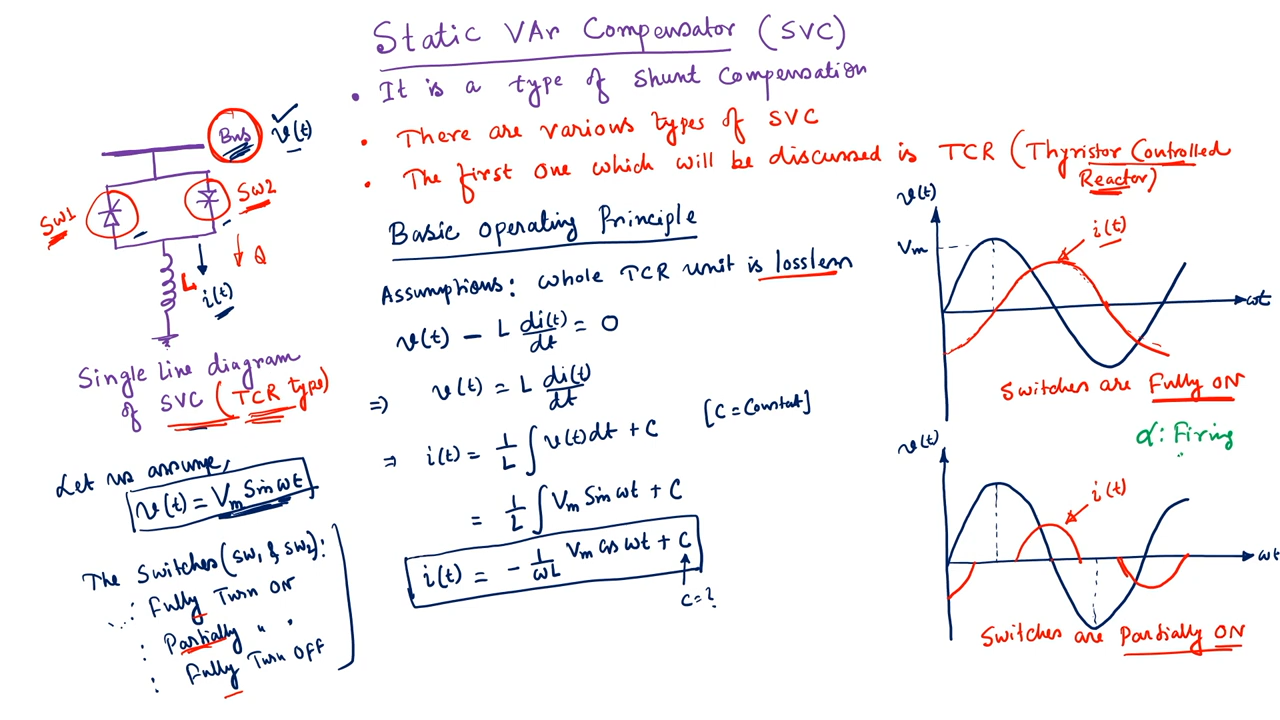 Static VAr Compensator (SVC)
• It is a type of Shunt Compensation
• There are various types of SVC
• The first one which will be discussed is TCR (Thyristor Controlled
Reactor)
Bus
v(t)
SW1
SW2
Q
L
i(t)
Single line diagram
of SVC (TCR type)
Let us assume,
v(t) = Vm Sin ωt
The Switches (SW1 & SW2):
: Fully Turn ON
: Partially " "
: Fully Turn OFF
Basic Operating Principle
Assumptions: whole TCR unit is lossless
v(t) - L di(t)/dt = 0
⇒ v(t) = L di(t)/dt
⇒ i(t) = 1/L ∫ v(t) dt + C [C = Constat]
= 1/L ∫ Vm Sin ωt + C
i(t) = - 1/ωL Vm cos ωt + C
C = ?
v(t)
Vm
i(t)
ωt
Switches are Fully ON
α: Firing
v(t)
i(t)
ωt
Switches are Partially ON